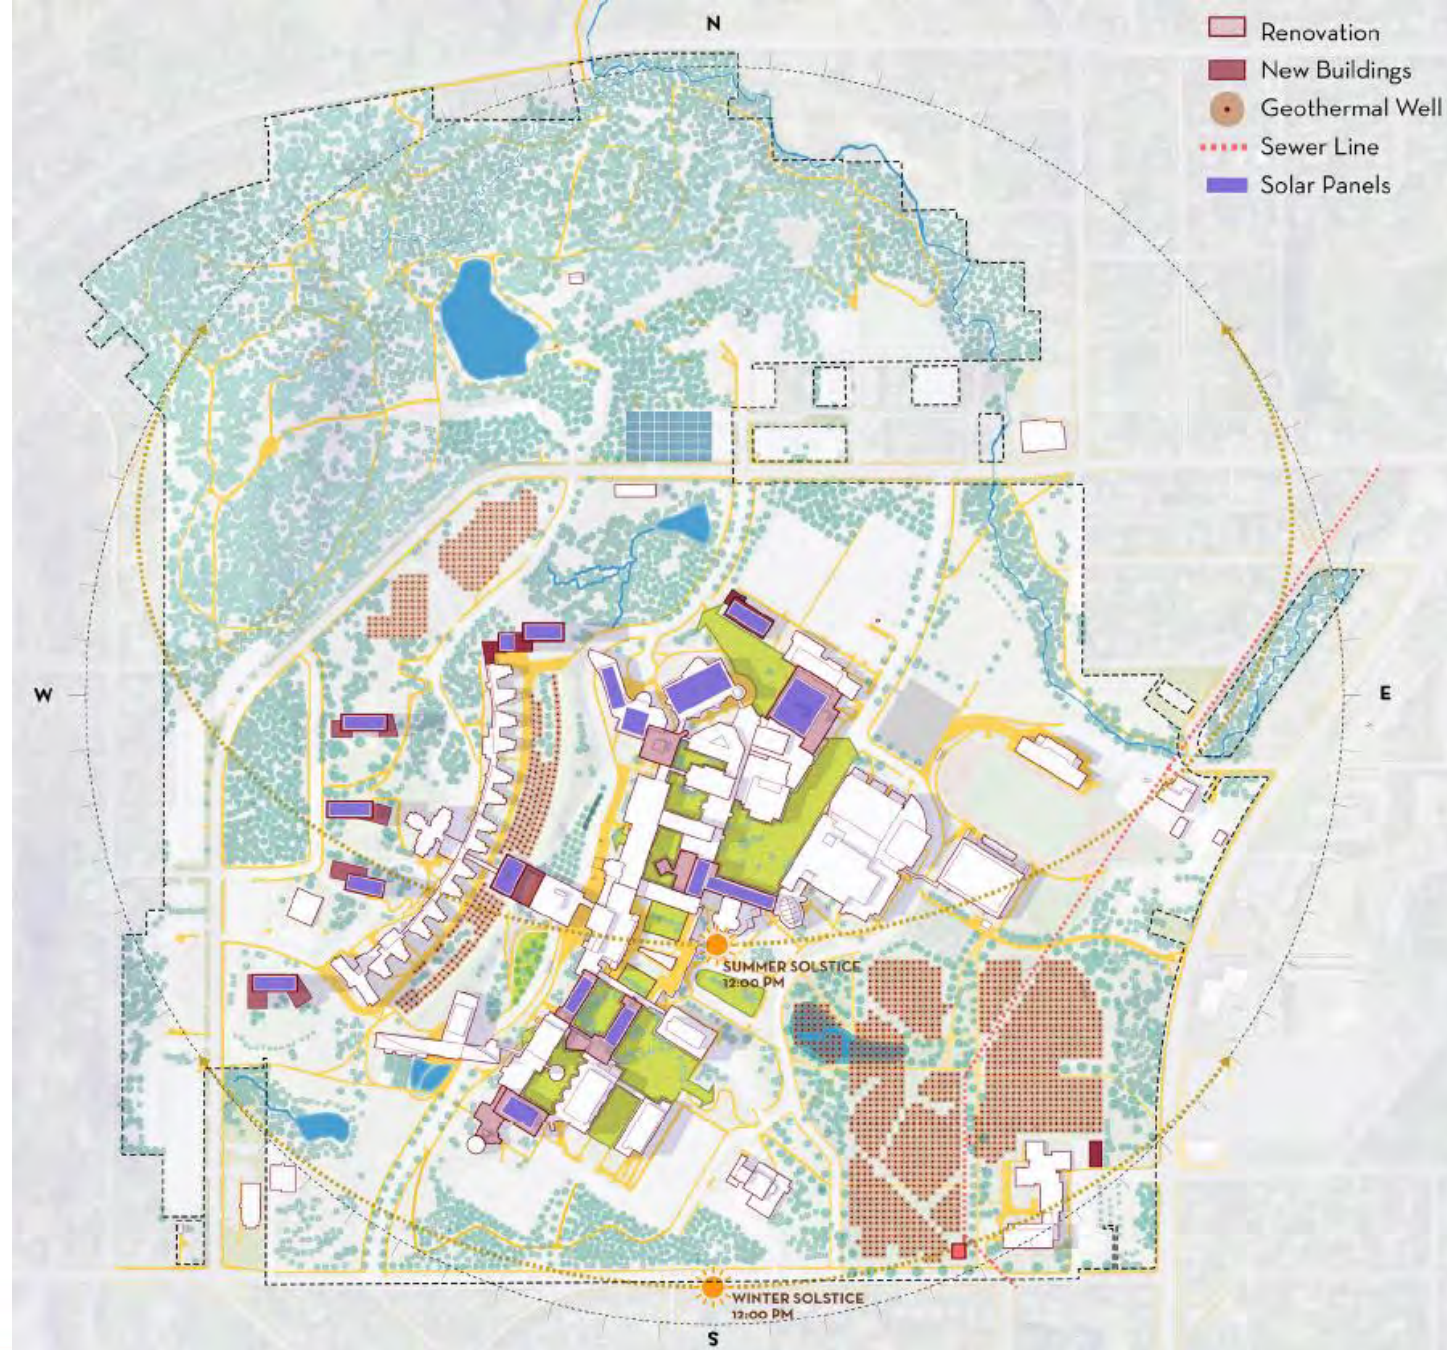 N
Renovation
New Buildings
Geothermal Well
Sewer Line
Solar Panels
W
E
SUMMER SOLSTICE
12:00 PM
WINTER SOLSTICE
12:00 PM
S